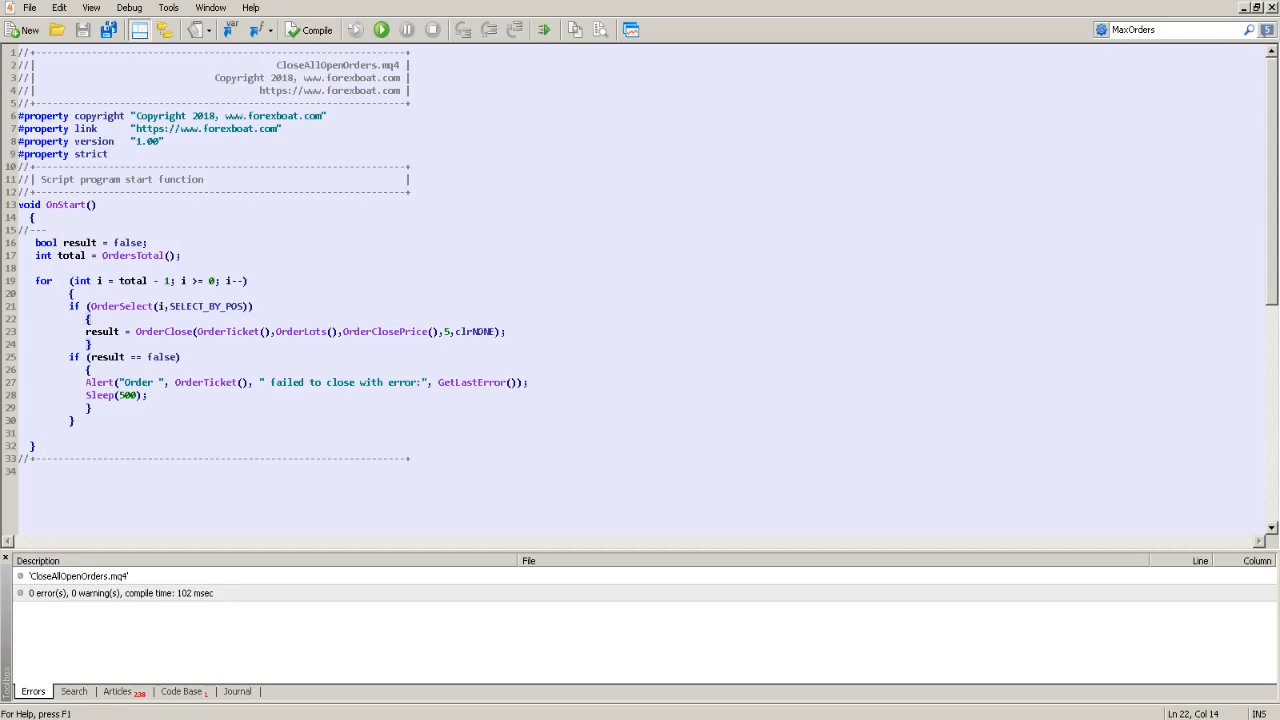 File Edit View Debug Tools Window Help
New var Compile MaxOrders 5
1 //+------------------------------------------------------------------+
2 //| CloseAllOpenOrders.mq4 |
3 //| Copyright 2018, www.forexboat.com |
4 //| https://www.forexboat.com |
5 //+------------------------------------------------------------------+
6 #property copyright "Copyright 2018, www.forexboat.com"
7 #property link "https://www.forexboat.com"
8 #property version "1.00"
9 #property strict
10 //+------------------------------------------------------------------+
11 //| Script program start function |
12 //+------------------------------------------------------------------+
13 void OnStart()
14 {
15 //---
16 bool result = false;
17 int total = OrdersTotal();
18
19 for (int i = total - 1; i >= 0; i--)
20 {
21 if (OrderSelect(i,SELECT_BY_POS))
22 {
23 result = OrderClose(OrderTicket(),OrderLots(),OrderClosePrice(),5,clrNONE);
24 }
25 if (result == false)
26 {
27 Alert("Order ", OrderTicket(), " failed to close with error:", GetLastError());
28 Sleep(500);
29 }
30 }
31
32 }
33 //+------------------------------------------------------------------+
34
Description File Line Column
'CloseAllOpenOrders.mq4'
0 error(s), 0 warning(s), compile time: 102 msec
Toolbox
Errors Search Articles 238 Code Base 1 Journal
For Help, press F1 Ln 22, Col 14 INS